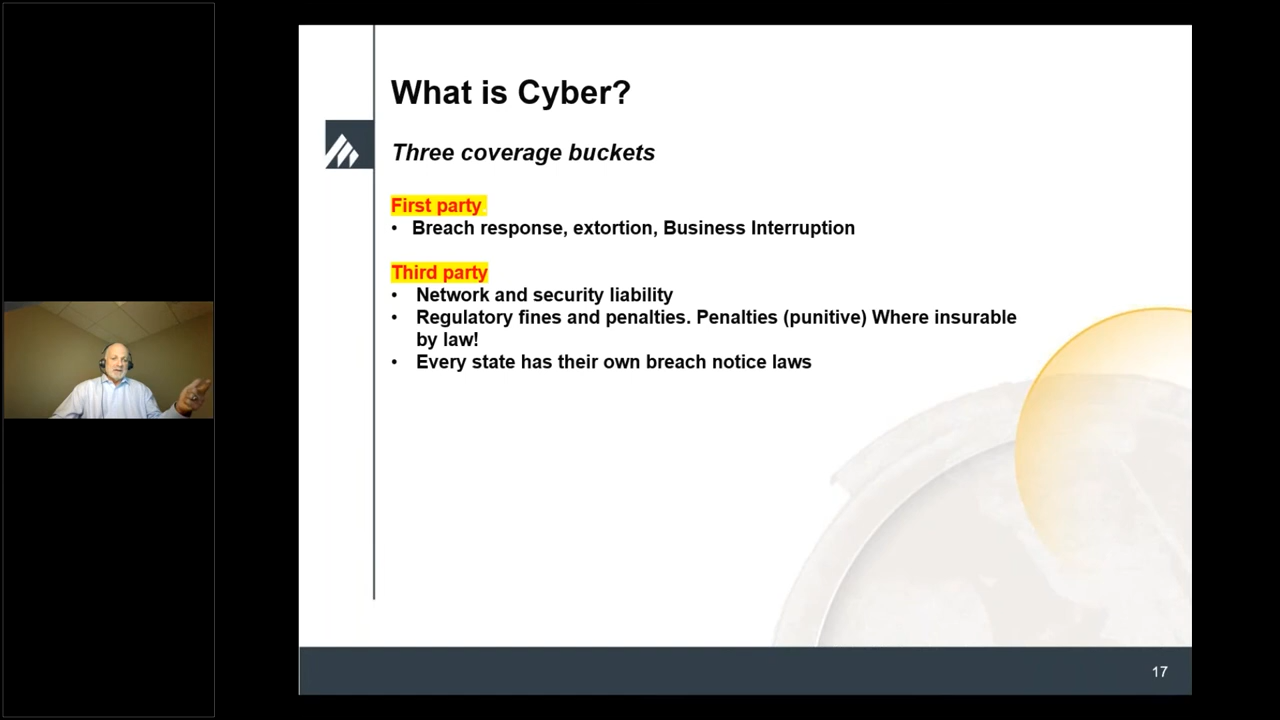 What is Cyber?
Three coverage buckets
First party
• Breach response, extortion, Business Interruption
Third party
• Network and security liability
• Regulatory fines and penalties. Penalties (punitive) Where insurable
by law!
• Every state has their own breach notice laws
17